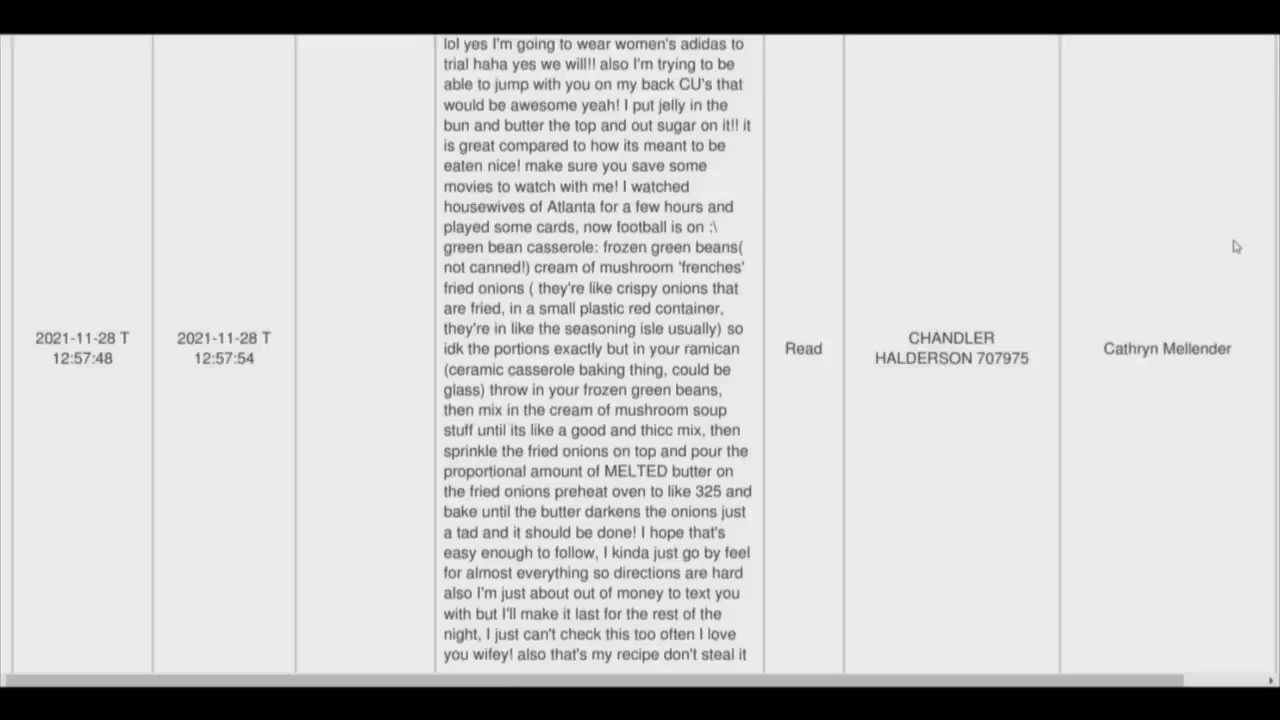 lol yes I'm going to wear women's adidas to
trial haha yes we will!! also I'm trying to be
able to jump with you on my back CU's that
would be awesome yeah! I put jelly in the
bun and butter the top and out sugar on it!! it
is great compared to how its meant to be
eaten nice! make sure you save some
movies to watch with me! I watched
housewives of Atlanta for a few hours and
played some cards, now football is on :\
green bean casserole: frozen green beans(
not canned!) cream of mushroom 'frenches'
fried onions ( they're like crispy onions that
are fried, in a small plastic red container,
they're in like the seasoning isle usually) so
idk the portions exactly but in your ramican
(ceramic casserole baking thing, could be
glass) throw in your frozen green beans,
then mix in the cream of mushroom soup
stuff until its like a good and thicc mix, then
sprinkle the fried onions on top and pour the
proportional amount of MELTED butter on
the fried onions preheat oven to like 325 and
bake until the butter darkens the onions just
a tad and it should be done! I hope that's
easy enough to follow, I kinda just go by feel
for almost everything so directions are hard
also I'm just about out of money to text you
with but I'll make it last for the rest of the
night, I just can't check this too often I love
you wifey! also that's my recipe don't steal it
2021-11-28 T
12:57:48
2021-11-28 T
12:57:54
Read
CHANDLER
HALDERSON 707975
Cathryn Mellender